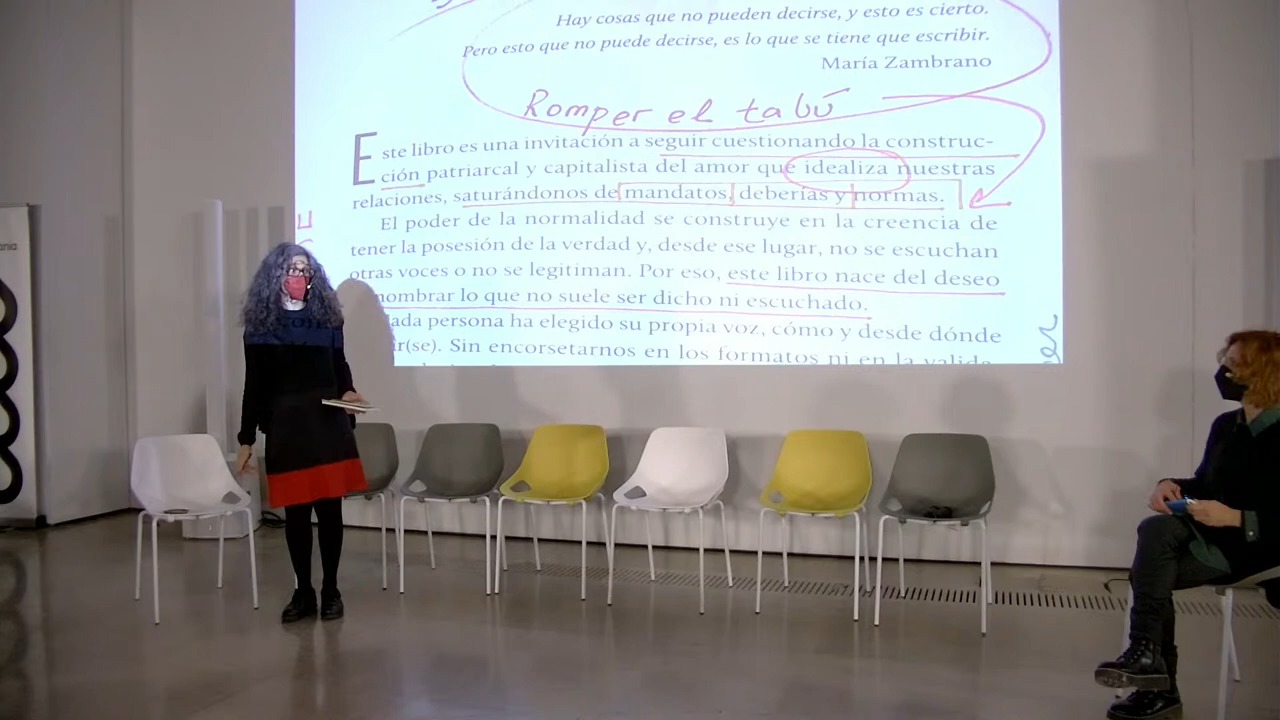 Hay cosas que no pueden decirse, y esto es cierto.
Pero esto que no puede decirse, es lo que se tiene que escribir.
María Zambrano
Romper el tabú
Este libro es una invitación a seguir cuestionando la construc-
ción patriarcal y capitalista del amor que idealiza nuestras
relaciones, saturándonos de mandatos, deberías y normas.
El poder de la normalidad se construye en la creencia de
tener la posesión de la verdad y, desde ese lugar, no se escuchan
otras voces o no se legitiman. Por eso, este libro nace del deseo
nombrar lo que no suele ser dicho ni escuchado.
ada persona ha elegido su propia voz, cómo y desde dónde
ir(se). Sin encorsetarnos en los formatos ni en la valida